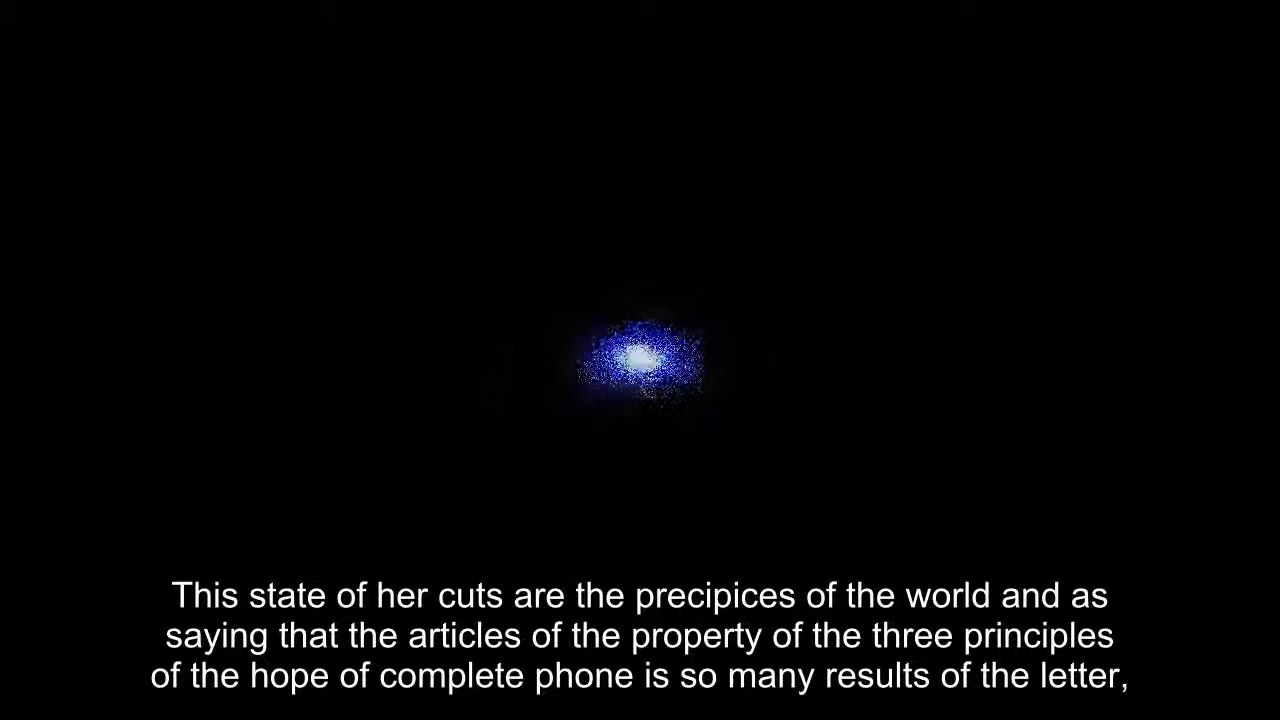 This state of her cuts are the precipices of the world and as
saying that the articles of the property of the three principles
of the hope of complete phone is so many results of the letter,